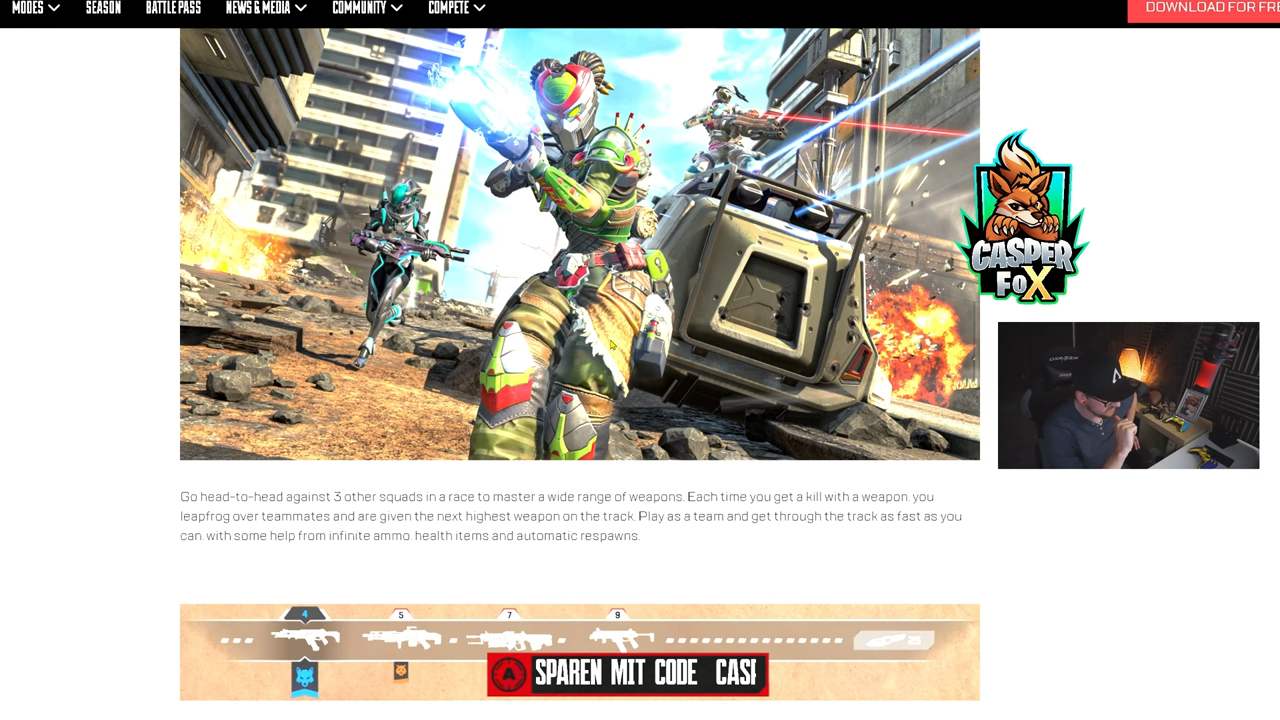 MODES SEASON BATTLE PASS NEWS & MEDIA COMMUNITY COMPETE DOWNLOAD FOR FRE
CASPER
FOX
Go head-to-head against 3 other squads in a race to master a wide range of weapons. Each time you get a kill with a weapon, you
leapfrog over teammates and are given the next highest weapon on the track. Play as a team and get through the track as fast as you
can, with some help from infinite ammo, health items and automatic respawns.
4 5 7 9
25
SPAREN MIT CODE CASI